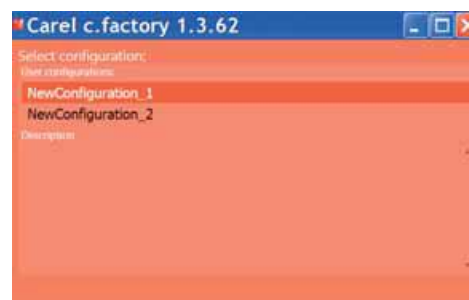 Carel c.factory 1.3.62
Select configuration:
User configurations:
NewConfiguration_1
NewConfiguration_2
Description